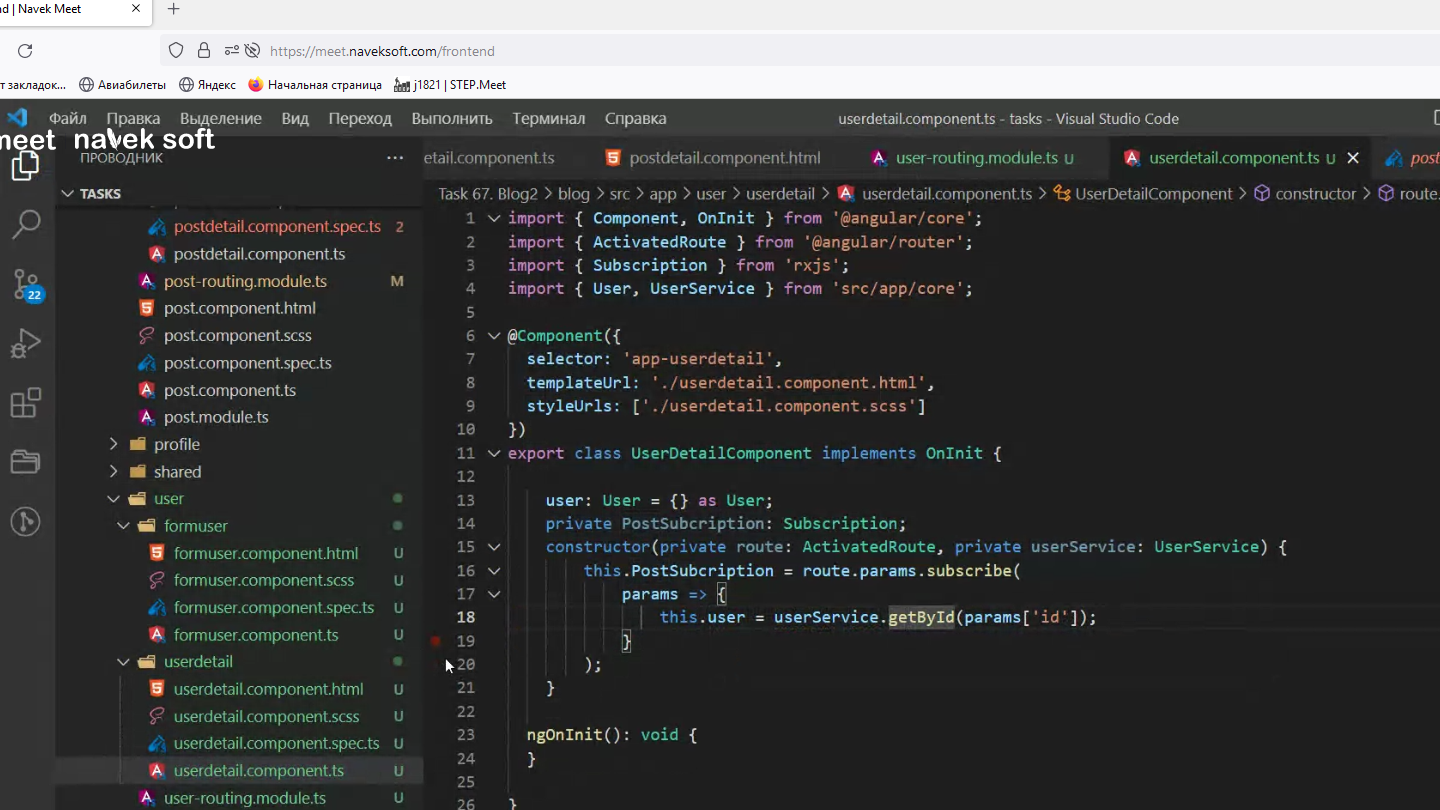 d | Navek Meet
https://meet.naveksoft.com/frontend
т закладок...
Авиабилеты
Яндекс
Начальная страница
j1821 | STEP.Meet
Файл Правка Выделение Вид Переход Выполнить Терминал Справка
userdetail.component.ts - tasks - Visual Studio Code
meet navek soft
ПРОВОДНИК
TASKS
postdetail.component.spec.ts 2
postdetail.component.ts
post-routing.module.ts M
post.component.html
post.component.scss
post.component.spec.ts
post.component.ts
post.module.ts
profile
shared
user
formuser
formuser.component.html U
formuser.component.scss U
formuser.component.spec.ts U
formuser.component.ts U
userdetail
userdetail.component.html U
userdetail.component.scss U
userdetail.component.spec.ts U
userdetail.component.ts U
user-routing.module.ts U
22
etail.component.ts
postdetail.component.html
user-routing.module.ts U
userdetail.component.ts U
post
Task 67. Blog2 > blog > src > app > user > userdetail > userdetail.component.ts > UserDetailComponent > constructor > route.
1 import { Component, OnInit } from '@angular/core';
2 import { ActivatedRoute } from '@angular/router';
3 import { Subscription } from 'rxjs';
4 import { User, UserService } from 'src/app/core';
5
6 @Component({
7 selector: 'app-userdetail',
8 templateUrl: './userdetail.component.html',
9 styleUrls: ['./userdetail.component.scss']
10 })
11 export class UserDetailComponent implements OnInit {
12
13 user: User = {} as User;
14 private PostSubcription: Subscription;
15 constructor(private route: ActivatedRoute, private userService: UserService) {
16 this.PostSubcription = route.params.subscribe(
17 params => {
18 this.user = userService.getById(params['id']);
19 }
20 );
21 }
22
23 ngOnInit(): void {
24 }
25
26 }